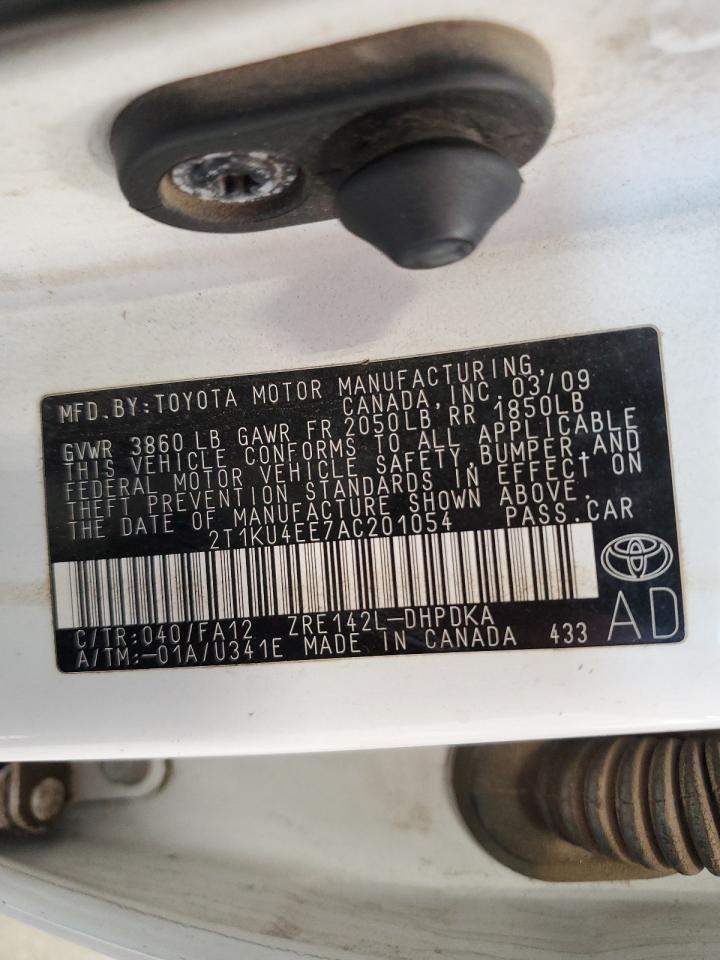 MFD.BY:TOYOTA MOTOR MANUFACTURING,
CANADA,INC. 03/09
GVWR 3860 LB GAWR FR 2050LB RR 1850LB
THIS VEHICLE CONFORMS TO ALL APPLICABLE
FEDERAL MOTOR VEHICLE SAFETY,BUMPER,AND
THEFT PREVENTION STANDARDS IN EFFECT ON
THE DATE OF MANUFACTURE SHOWN ABOVE.
2T1KU4EE7AC201054 PASS.CAR
C/TR:040/FA12 ZRE142L-DHPDKA
A/TM:-01A/U341E MADE IN CANADA 433
AD